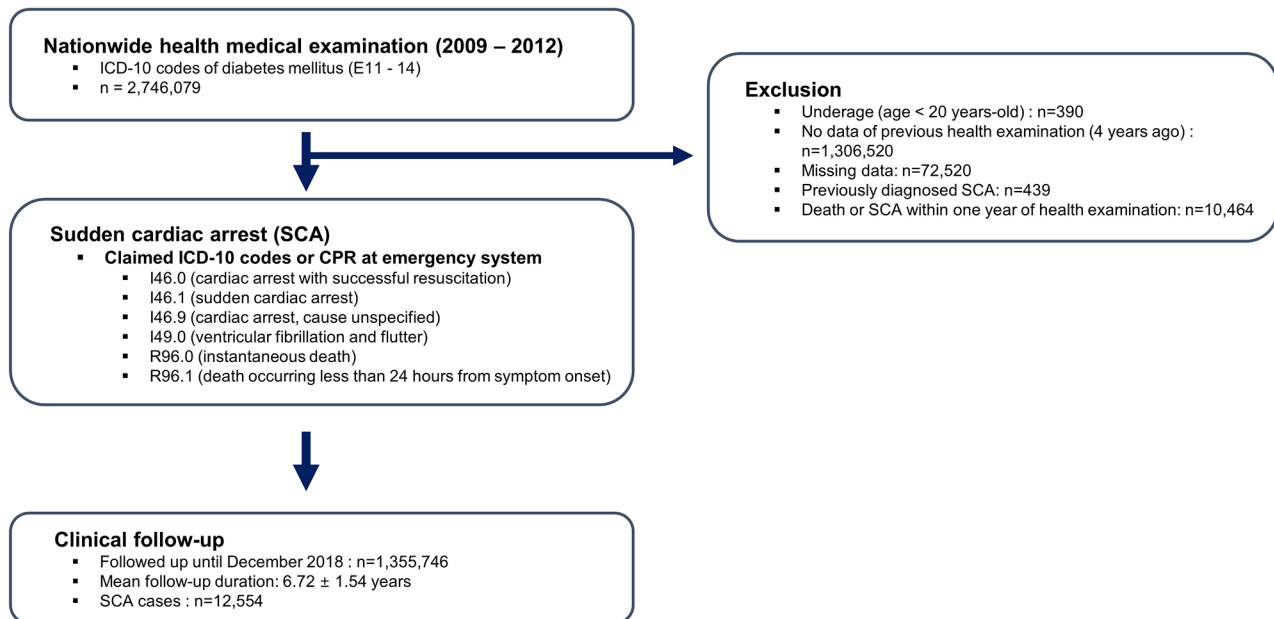 Nationwide health medical examination (2009 – 2012)
▪ ICD-10 codes of diabetes mellitus (E11 - 14)
▪ n = 2,746,079
Exclusion
▪ Underage (age < 20 years-old) : n=390
▪ No data of previous health examination (4 years ago) :
n=1,306,520
▪ Missing data: n=72,520
▪ Previously diagnosed SCA: n=439
▪ Death or SCA within one year of health examination: n=10,464
Sudden cardiac arrest (SCA)
▪ Claimed ICD-10 codes or CPR at emergency system
▪ I46.0 (cardiac arrest with successful resuscitation)
▪ I46.1 (sudden cardiac arrest)
▪ I46.9 (cardiac arrest, cause unspecified)
▪ I49.0 (ventricular fibrillation and flutter)
▪ R96.0 (instantaneous death)
▪ R96.1 (death occurring less than 24 hours from symptom onset)
Clinical follow-up
▪ Followed up until December 2018 : n=1,355,746
▪ Mean follow-up duration: 6.72 ± 1.54 years
▪ SCA cases : n=12,554